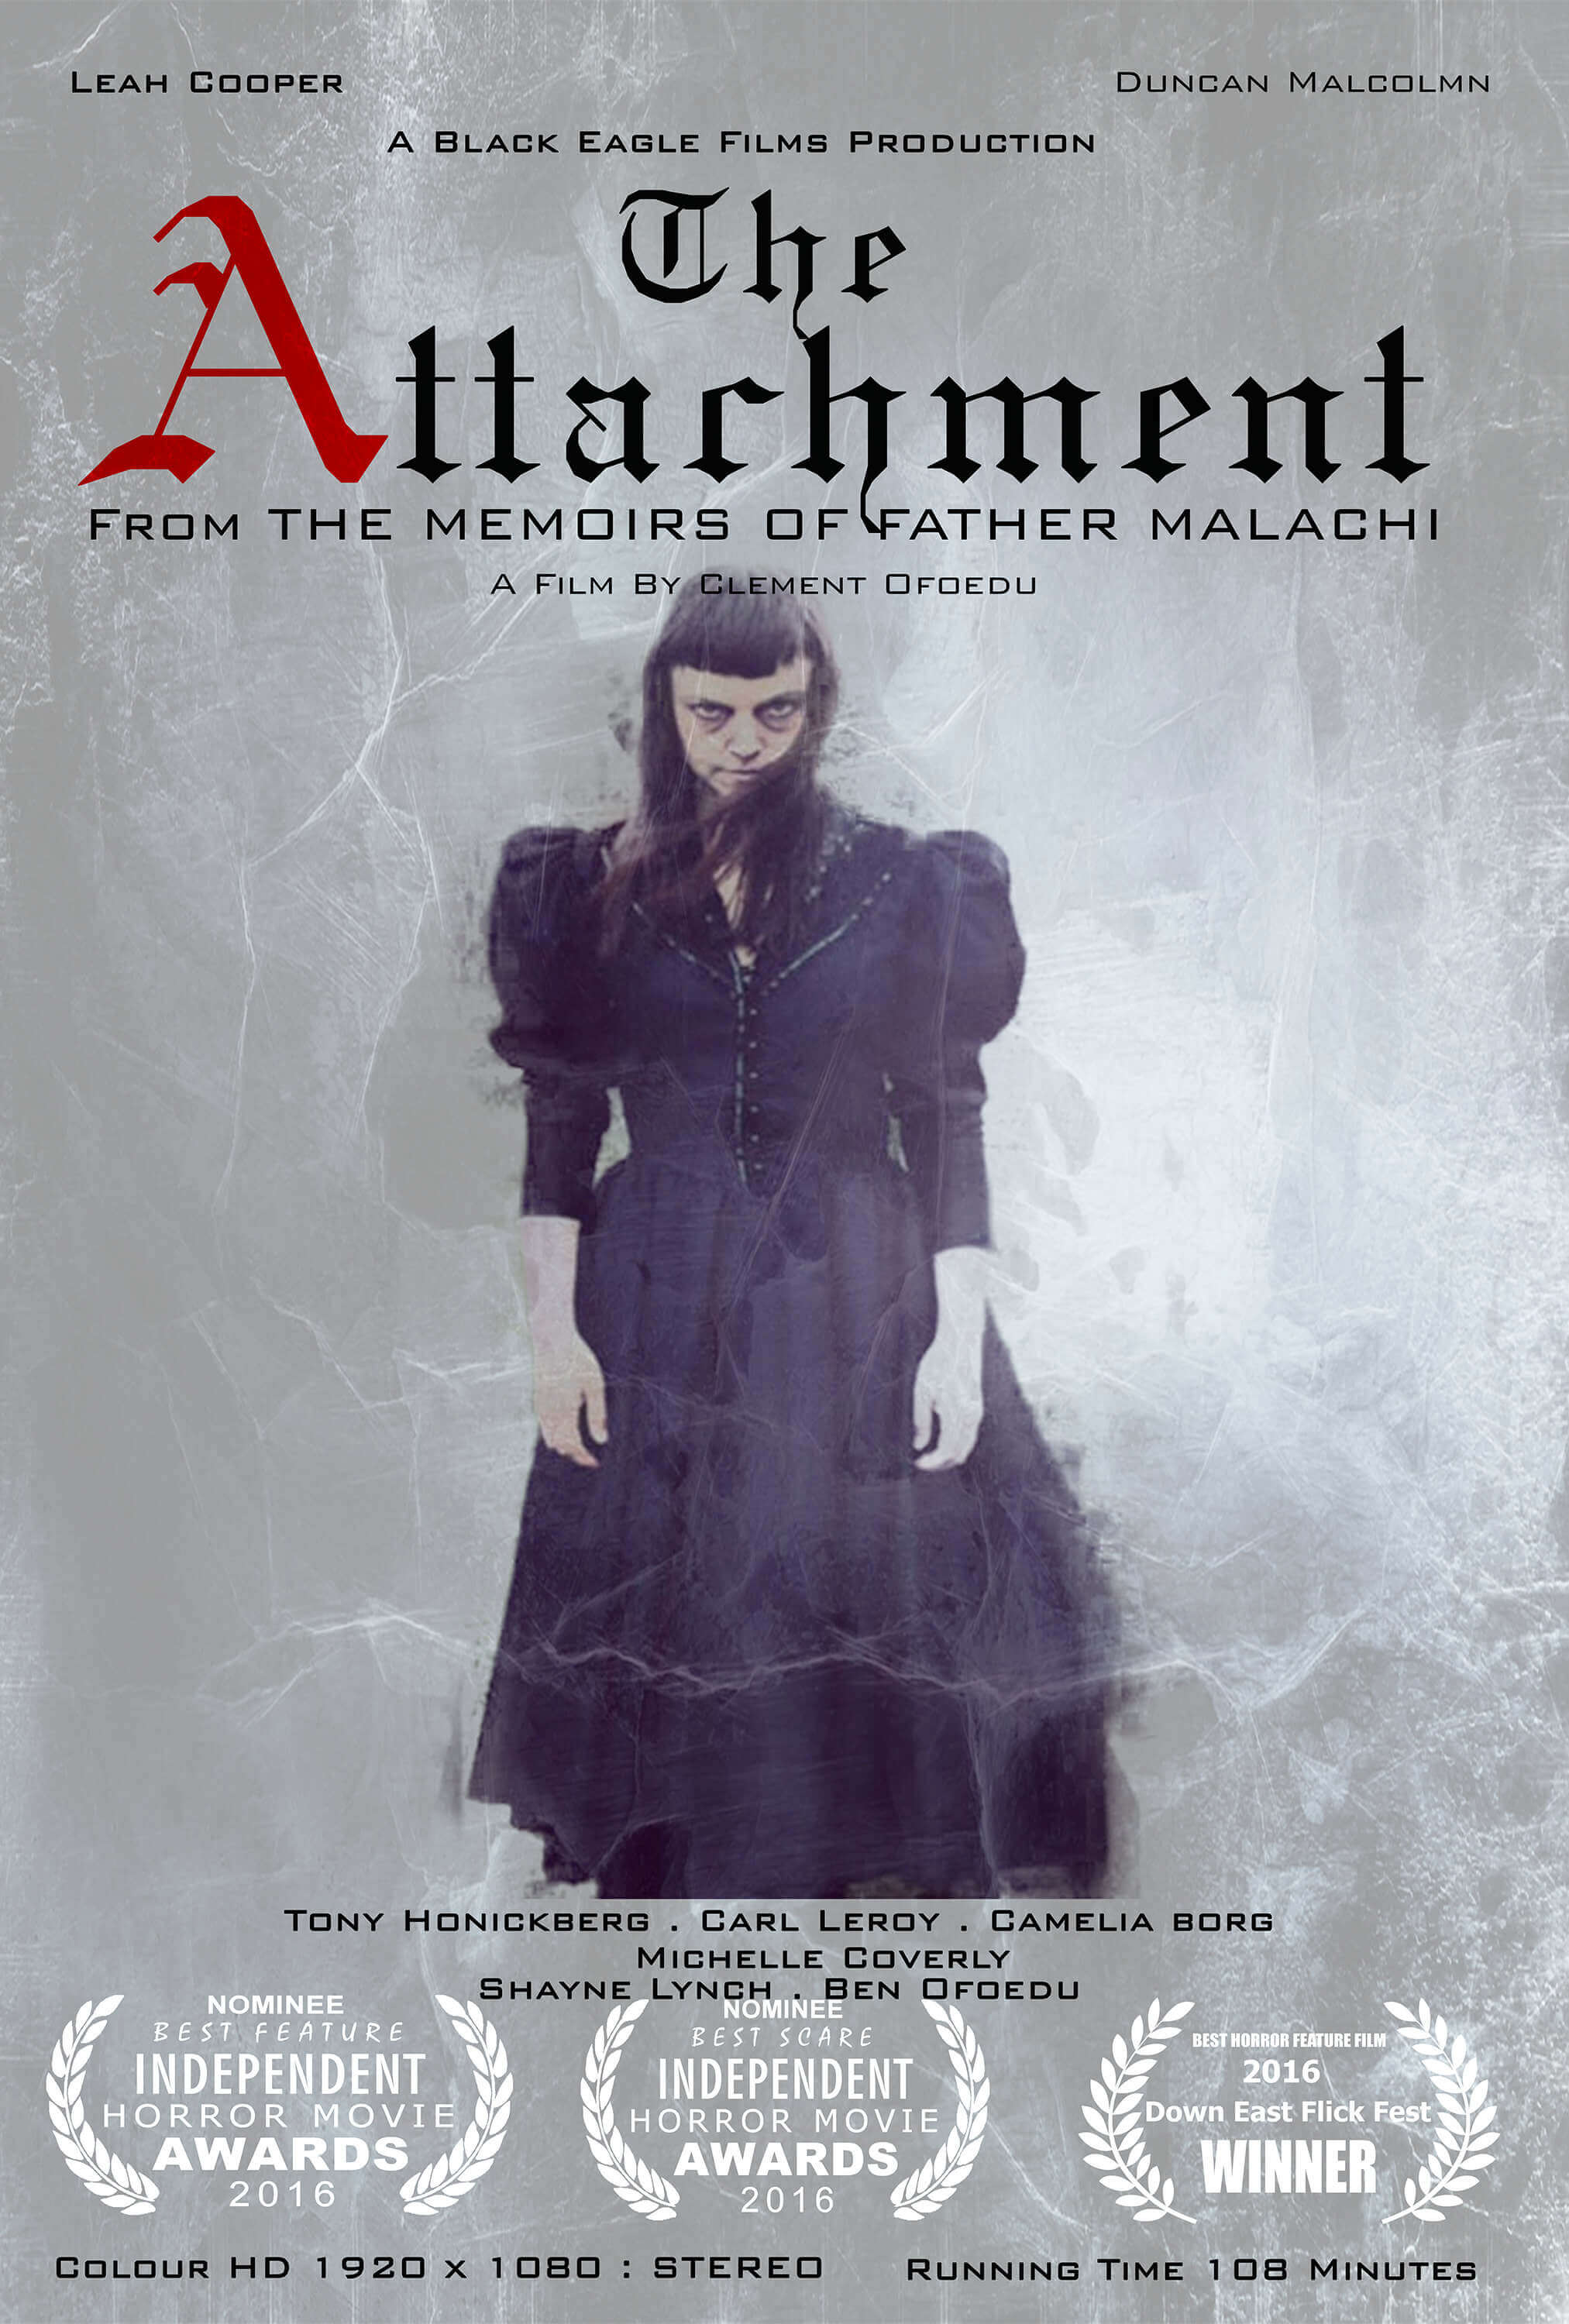 Leah Cooper
Duncan Malcolmn
A Black Eagle Films Production
The
Attachment
From the memoirs of Father Malachi
A Film By Clement Ofoedu
Tony Honickberg . Carl Leroy . Camelia Borg
Michelle Coverly
Shayne Lynch . Ben Ofoedu
NOMINEE
BEST FEATURE
INDEPENDENT
HORROR MOVIE
AWARDS
2016
NOMINEE
BEST SCARE
INDEPENDENT
HORROR MOVIE
AWARDS
2016
BEST HORROR FEATURE FILM
2016
Down East Flick Fest
WINNER
Colour HD 1920 x 1080 : STEREO
Running Time 108 Minutes